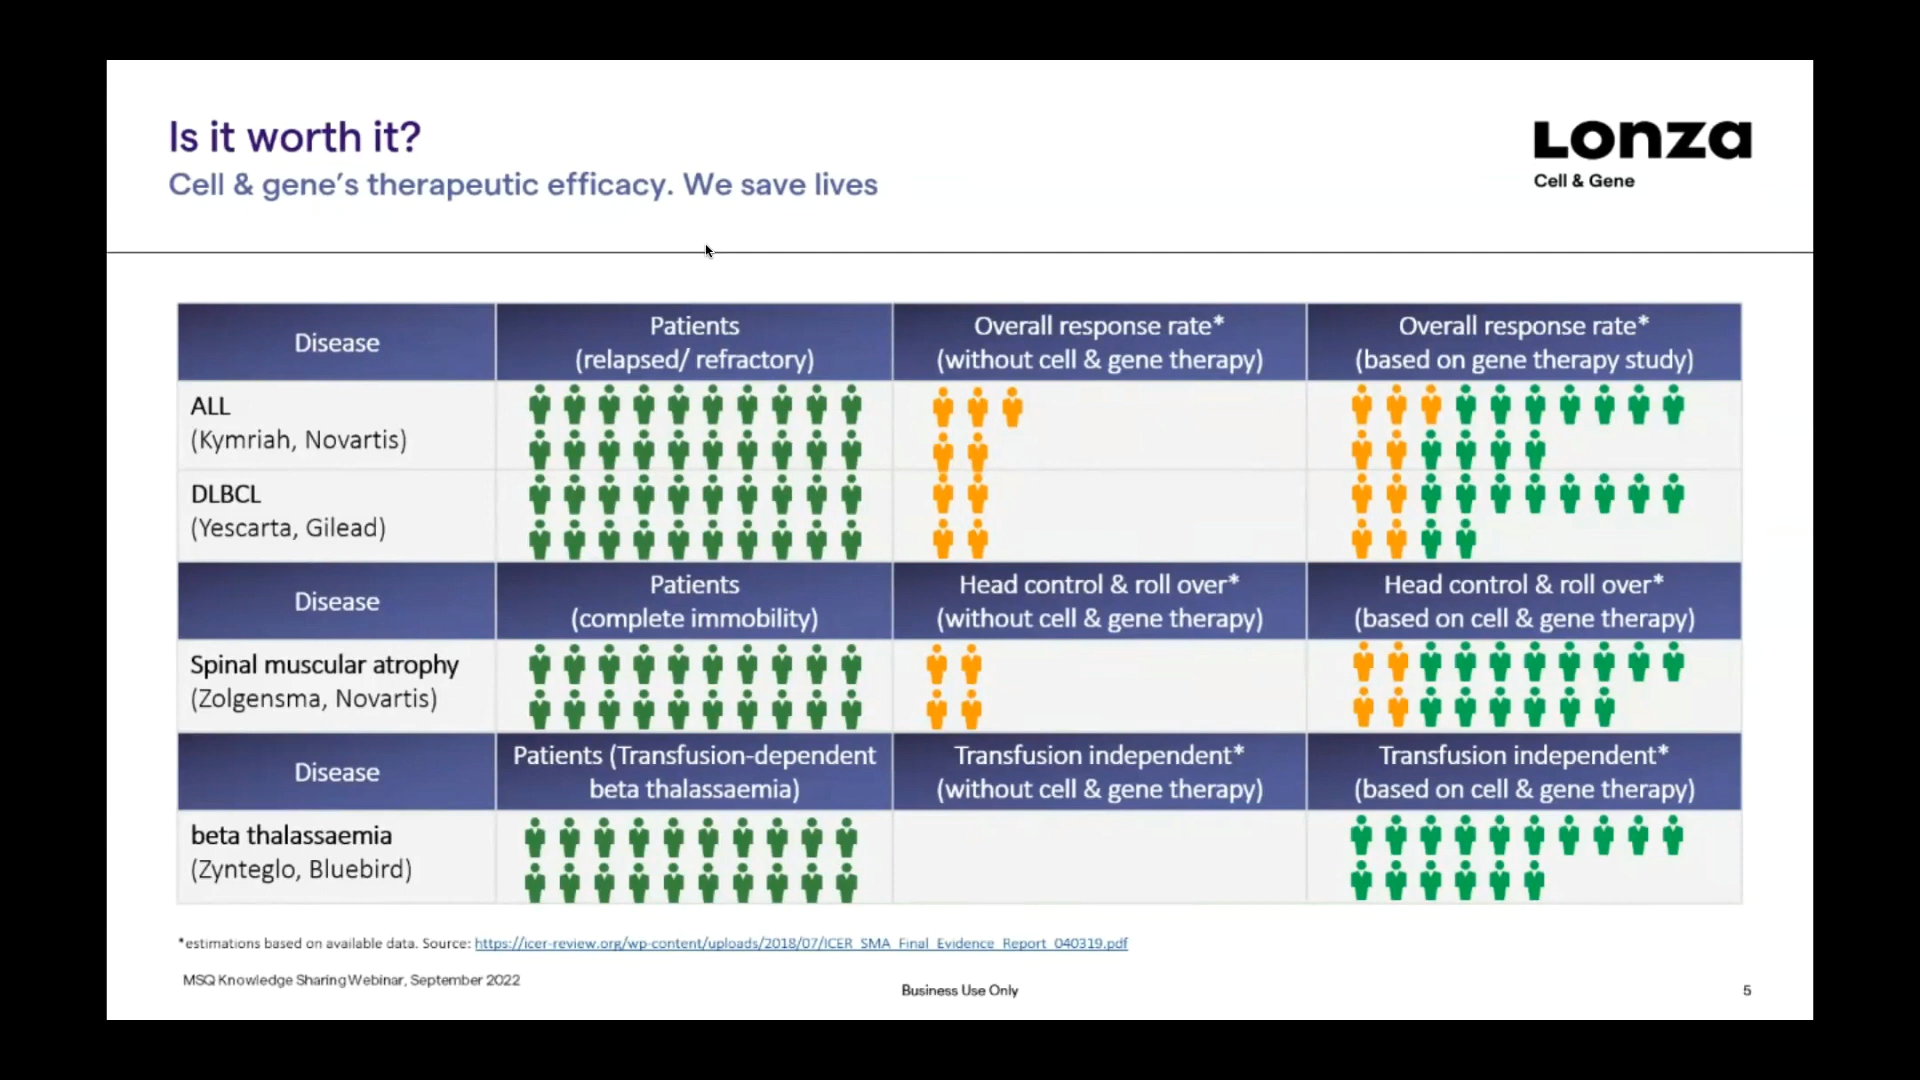 Is it worth it?
Cell & gene's therapeutic efficacy. We save lives
Lonza
Cell & Gene
Disease
Patients
(relapsed/ refractory)
Overall response rate*
(without cell & gene therapy)
Overall response rate*
(based on gene therapy study)
ALL
(Kymriah, Novartis)
DLBCL
(Yescarta, Gilead)
Disease
Patients
(complete immobility)
Head control & roll over*
(without cell & gene therapy)
Head control & roll over*
(based on cell & gene therapy)
Spinal muscular atrophy
(Zolgensma, Novartis)
Disease
Patients (Transfusion-dependent
beta thalassaemia)
Transfusion independent*
(without cell & gene therapy)
Transfusion independent*
(based on cell & gene therapy)
beta thalassaemia
(Zynteglo, Bluebird)
*estimations based on available data. Source: https://icer-review.org/wp-content/uploads/2018/07/ICER_SMA_Final_Evidence_Report_040319.pdf
MSQ Knowledge Sharing Webinar, September 2022
Business Use Only
5